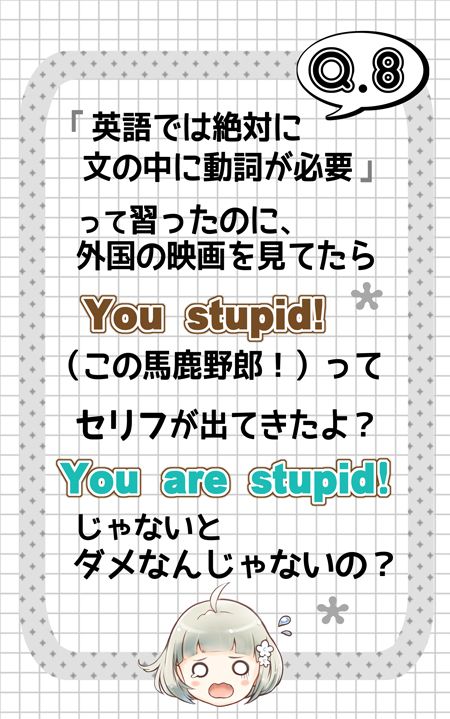 Q.8
「英語では絶対に
文の中に動詞が必要」
って習ったのに、
外国の映画を見てたら
You stupid!
（この馬鹿野郎！）って
セリフが出てきたよ？
You are stupid!
じゃないと
ダメなんじゃないの？